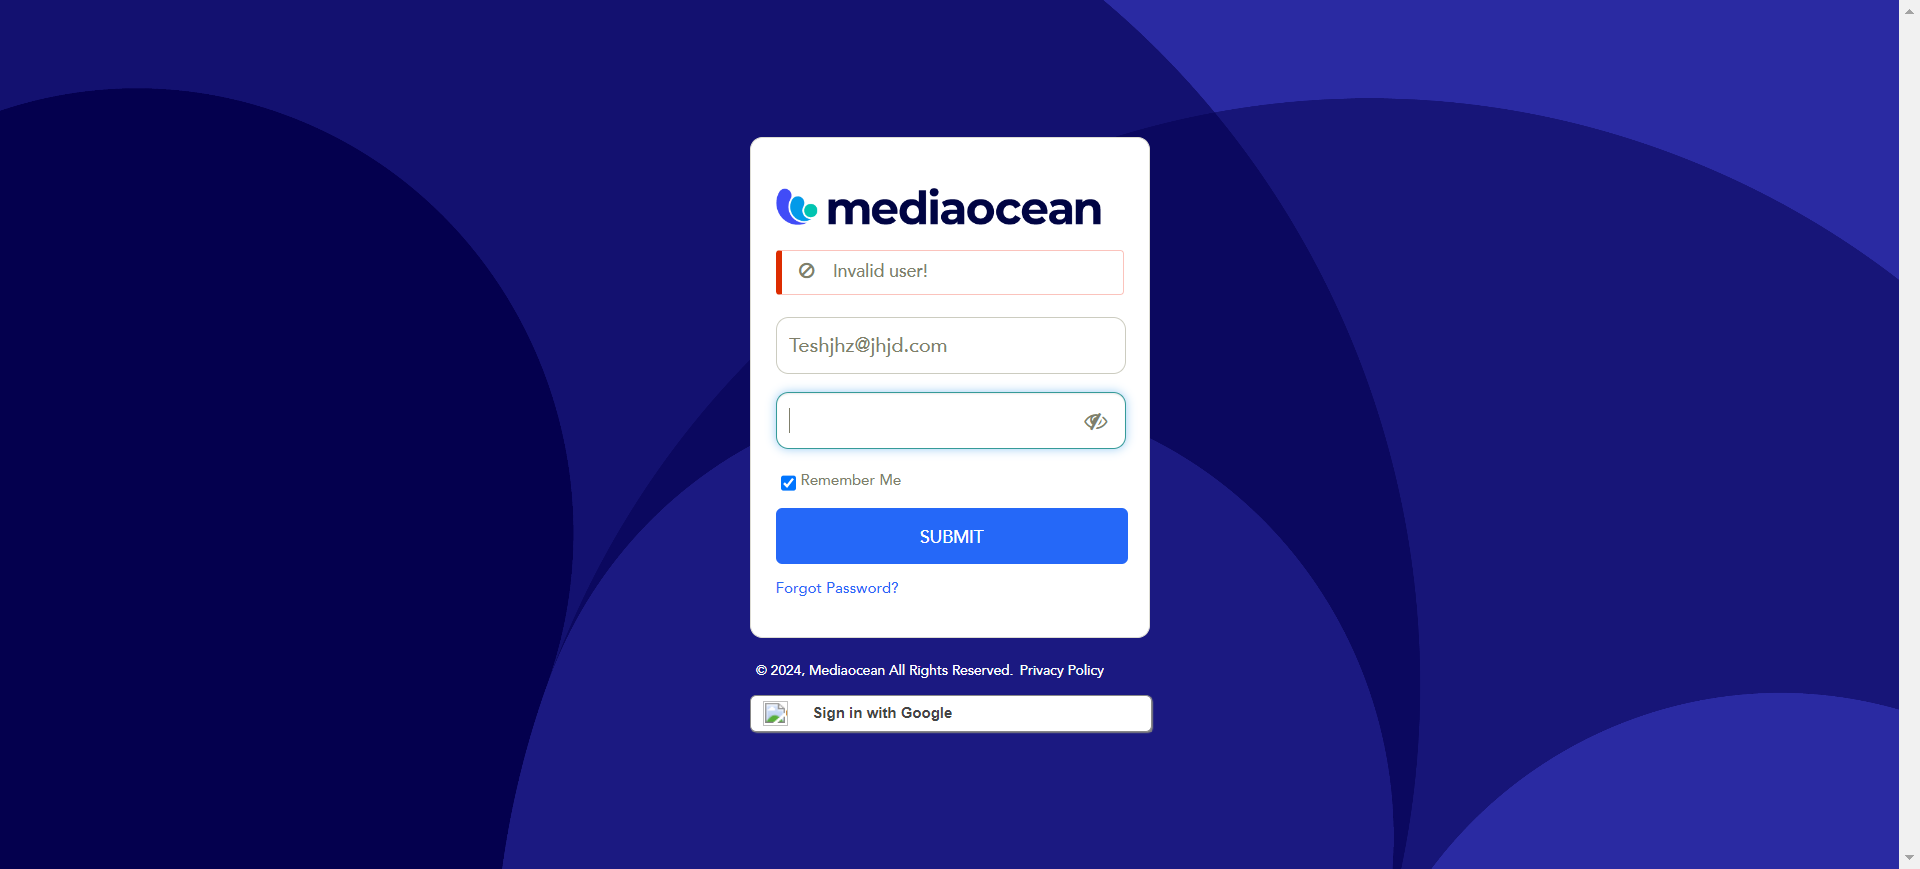 mediaocean
Invalid user!
Teshjhz@jhjd.com
Remember Me
SUBMIT
Forgot Password?
© 2024, Mediaocean All Rights Reserved. Privacy Policy
Sign in with Google